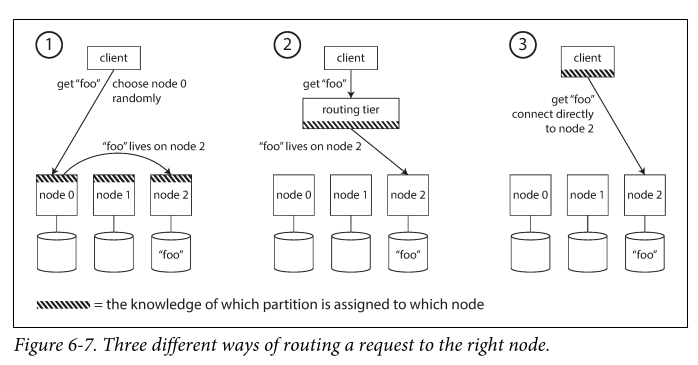 1
client
get “foo”
choose node 0
randomly
“foo” lives on node 2
node 0
node 1
node 2
“foo”
2
client
get “foo”
routing tier
“foo” lives on node 2
node 0
node 1
node 2
“foo”
3
client
get “foo”
connect directly
to node 2
node 0
node 1
node 2
“foo”
= the knowledge of which partition is assigned to which node
Figure 6-7. Three different ways of routing a request to the right node.